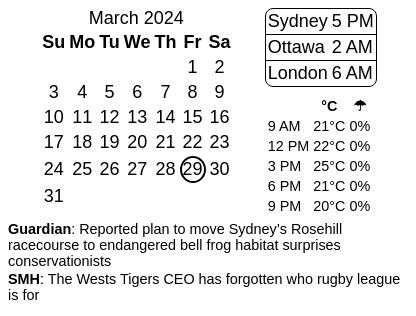 March 2024
Su Mo Tu We Th Fr Sa
1 2
3 4 5 6 7 8 9
10 11 12 13 14 15 16
17 18 19 20 21 22 23
24 25 26 27 28 29 30
31
Sydney 5 PM
Ottawa 2 AM
London 6 AM
°C ☂
9 AM 21°C 0%
12 PM 22°C 0%
3 PM 25°C 0%
6 PM 21°C 0%
9 PM 20°C 0%
Guardian: Reported plan to move Sydney’s Rosehill
racecourse to endangered bell frog habitat surprises
conservationists
SMH: The Wests Tigers CEO has forgotten who rugby league
is for